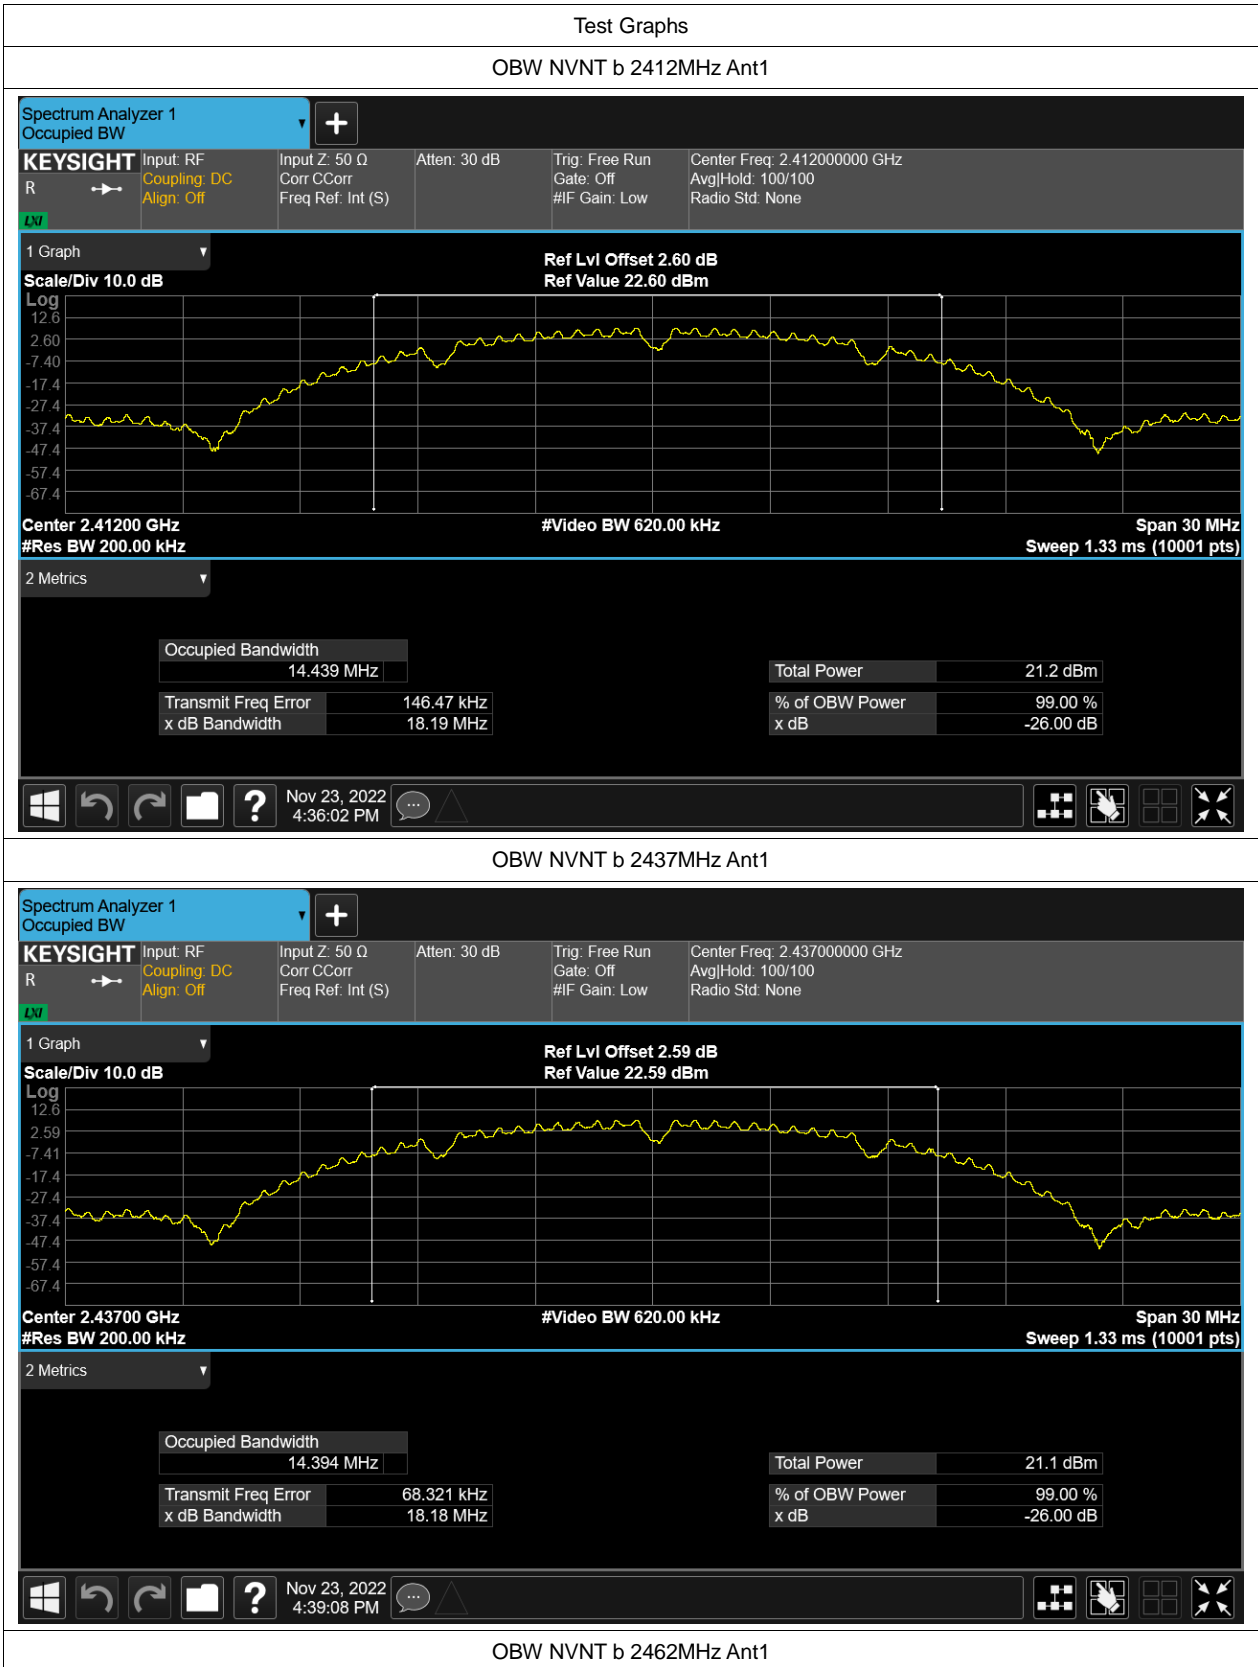 Test Graphs
OBW NVNT b 2412MHz Ant1
Spectrum Analyzer 1
Occupied BW
KEYSIGHT
R
LXI
Input: RF
Coupling: DC
Align: Off
Input Z: 50 Ω
Corr CCorr
Freq Ref: Int (S)
Atten: 30 dB
Trig: Free Run
Gate: Off
#IF Gain: Low
Center Freq: 2.412000000 GHz
Avg|Hold: 100/100
Radio Std: None
1 Graph
Scale/Div 10.0 dB
Ref Lvl Offset 2.60 dB
Ref Value 22.60 dBm
Log
12.6
2.60
-7.40
-17.4
-27.4
-37.4
-47.4
-57.4
-67.4
Center 2.41200 GHz
#Video BW 620.00 kHz
Span 30 MHz
#Res BW 200.00 kHz
Sweep 1.33 ms (10001 pts)
2 Metrics
Occupied Bandwidth
14.439 MHz
Total Power 21.2 dBm
Transmit Freq Error 146.47 kHz
% of OBW Power 99.00 %
x dB Bandwidth 18.19 MHz
x dB -26.00 dB
Nov 23, 2022
4:36:02 PM
OBW NVNT b 2437MHz Ant1
Spectrum Analyzer 1
Occupied BW
KEYSIGHT
R
LXI
Input: RF
Coupling: DC
Align: Off
Input Z: 50 Ω
Corr CCorr
Freq Ref: Int (S)
Atten: 30 dB
Trig: Free Run
Gate: Off
#IF Gain: Low
Center Freq: 2.437000000 GHz
Avg|Hold: 100/100
Radio Std: None
1 Graph
Scale/Div 10.0 dB
Ref Lvl Offset 2.59 dB
Ref Value 22.59 dBm
Log
12.6
2.59
-7.41
-17.4
-27.4
-37.4
-47.4
-57.4
-67.4
Center 2.43700 GHz
#Video BW 620.00 kHz
Span 30 MHz
#Res BW 200.00 kHz
Sweep 1.33 ms (10001 pts)
2 Metrics
Occupied Bandwidth
14.394 MHz
Total Power 21.1 dBm
Transmit Freq Error 68.321 kHz
% of OBW Power 99.00 %
x dB Bandwidth 18.18 MHz
x dB -26.00 dB
Nov 23, 2022
4:39:08 PM
OBW NVNT b 2462MHz Ant1